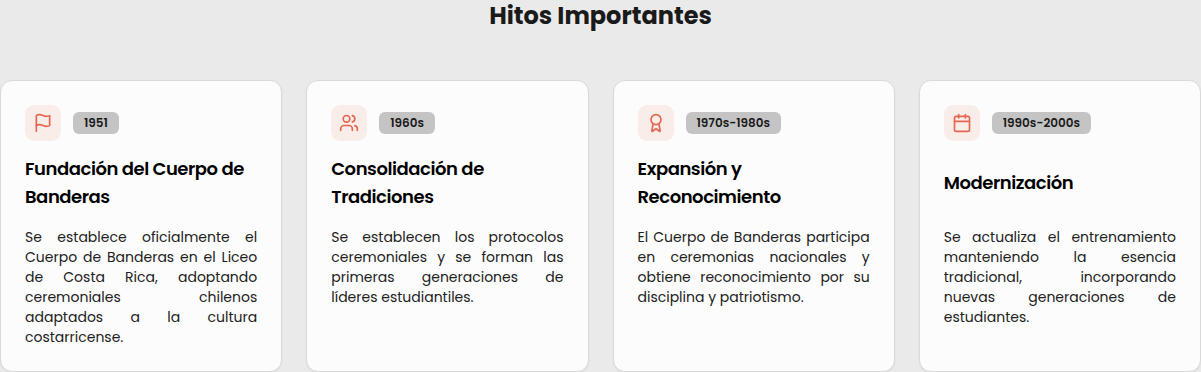 Hitos Importantes
1951
Fundación del Cuerpo de
Banderas
Se establece oficialmente el
Cuerpo de Banderas en el Liceo
de Costa Rica, adoptando
ceremoniales chilenos
adaptados a la cultura
costarricense.
1960s
Consolidación de
Tradiciones
Se establecen los protocolos
ceremoniales y se forman las
primeras generaciones de
líderes estudiantiles.
1970s-1980s
Expansión y
Reconocimiento
El Cuerpo de Banderas participa
en ceremonias nacionales y
obtiene reconocimiento por su
disciplina y patriotismo.
1990s-2000s
Modernización
Se actualiza el entrenamiento
manteniendo la esencia
tradicional, incorporando
nuevas generaciones de
estudiantes.